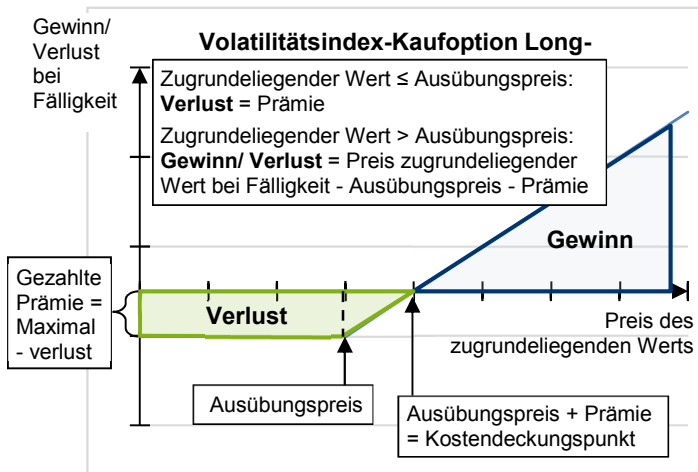 Gewinn/
Verlust
bei
Fälligkeit
Volatilitätsindex-Kaufoption Long-
Zugrundeliegender Wert ≤ Ausübungspreis:
Verlust = Prämie
Zugrundeliegender Wert > Ausübungspreis:
Gewinn/ Verlust = Preis zugrundeliegender
Wert bei Fälligkeit - Ausübungspreis - Prämie
Gewinn
Gezahlte
Prämie =
Maximal
- verlust
Verlust
Preis des
zugrundeliegenden Werts
Ausübungspreis
Ausübungspreis + Prämie
= Kostendeckungspunkt